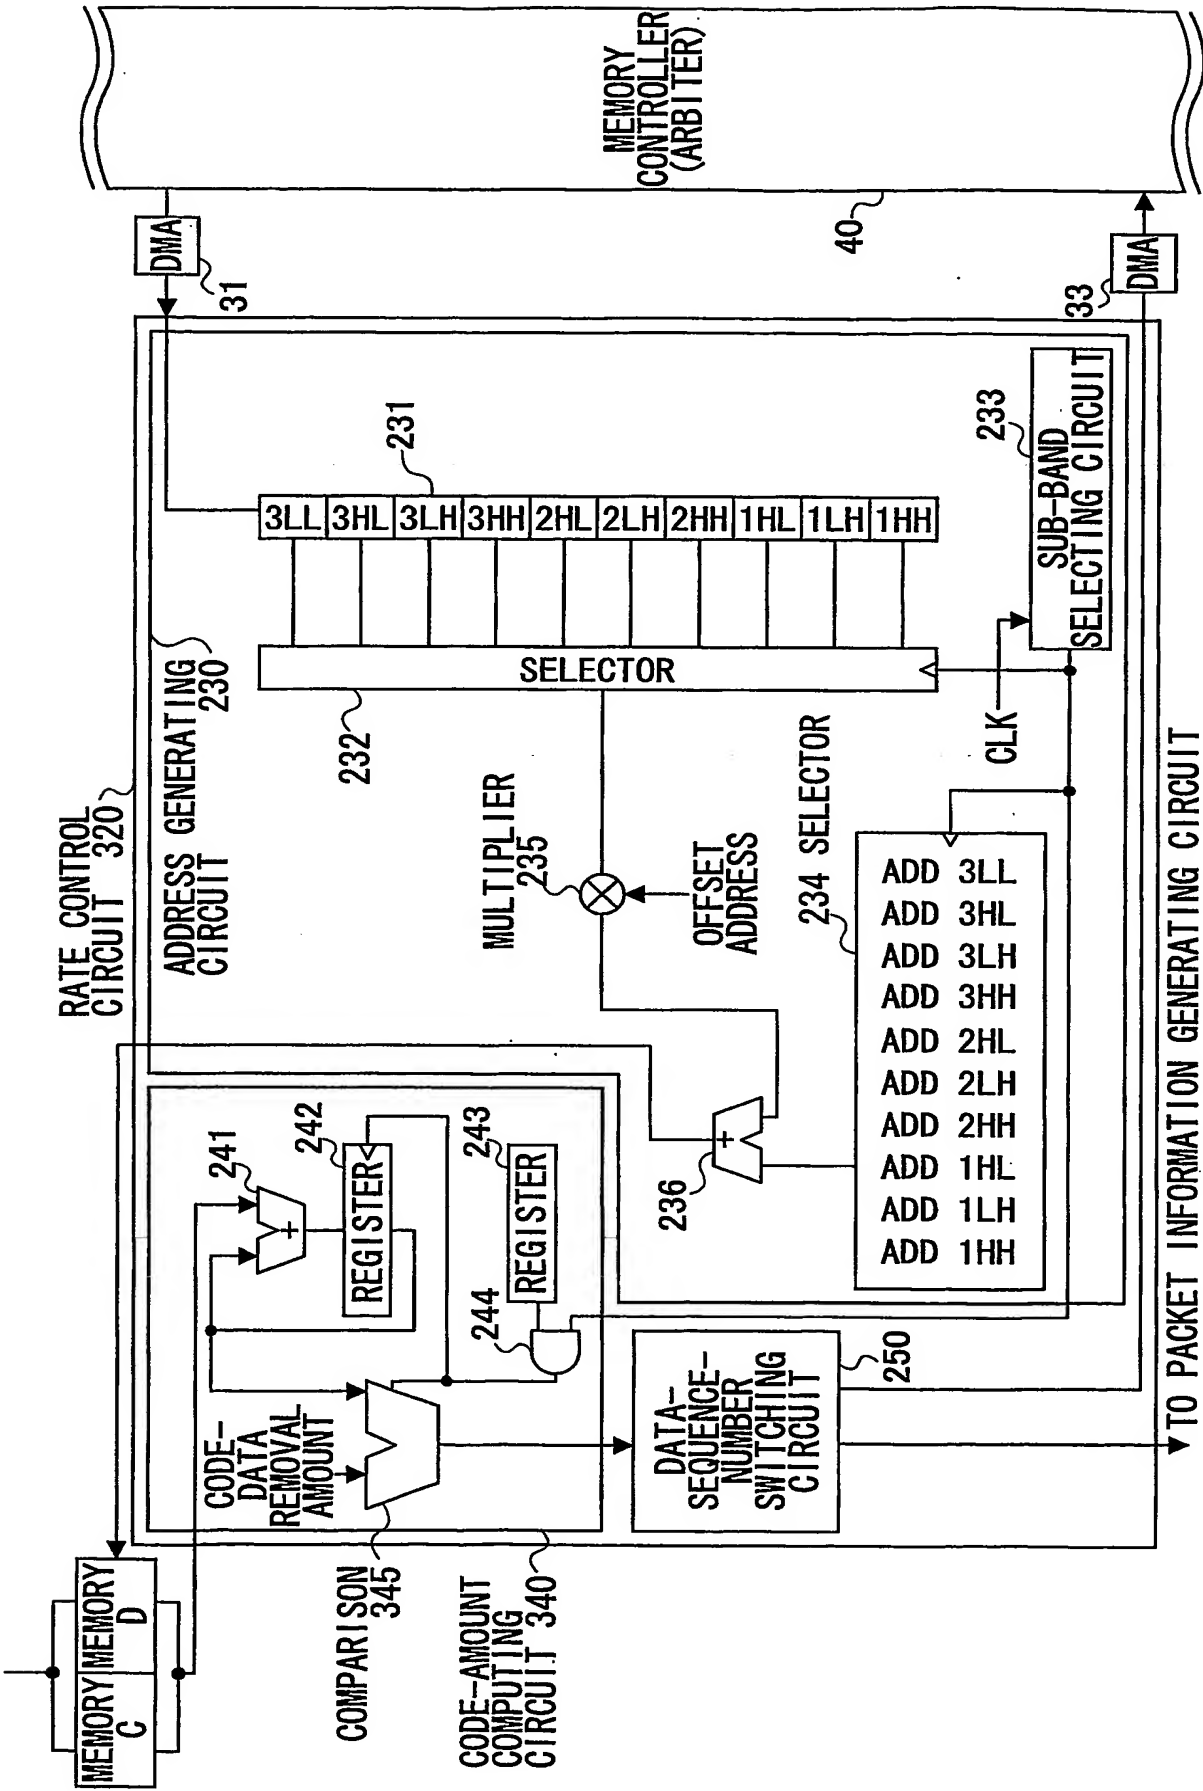 MEMORY
C
MEMORY
D
RATE CONTROL
CIRCUIT 320
ADDRESS GENERATING
CIRCUIT 230
DMA
31
MEMORY
CONTROLLER
(ARBITER)
40
33
DMA
COMPARISON
345
CODE-AMOUNT
COMPUTING
CIRCUIT 340
CODE-
DATA
REMOVAL
AMOUNT
241
+
REGISTER
242
REGISTER
243
244
232
SELECTOR
231
3LL
3HL
3LH
3HH
2HL
2LH
2HH
1HL
1LH
1HH
MULTIPLIER
235
OFFSET
ADDRESS
236
+
234 SELECTOR
ADD 3LL
ADD 3HL
ADD 3LH
ADD 3HH
ADD 2HL
ADD 2LH
ADD 2HH
ADD 1HL
ADD 1LH
ADD 1HH
CLK
233
SUB-BAND
SELECTING CIRCUIT
DATA-
SEQUENCE-
NUMBER
SWITCHING
CIRCUIT
250
TO PACKET INFORMATION GENERATING CIRCUIT